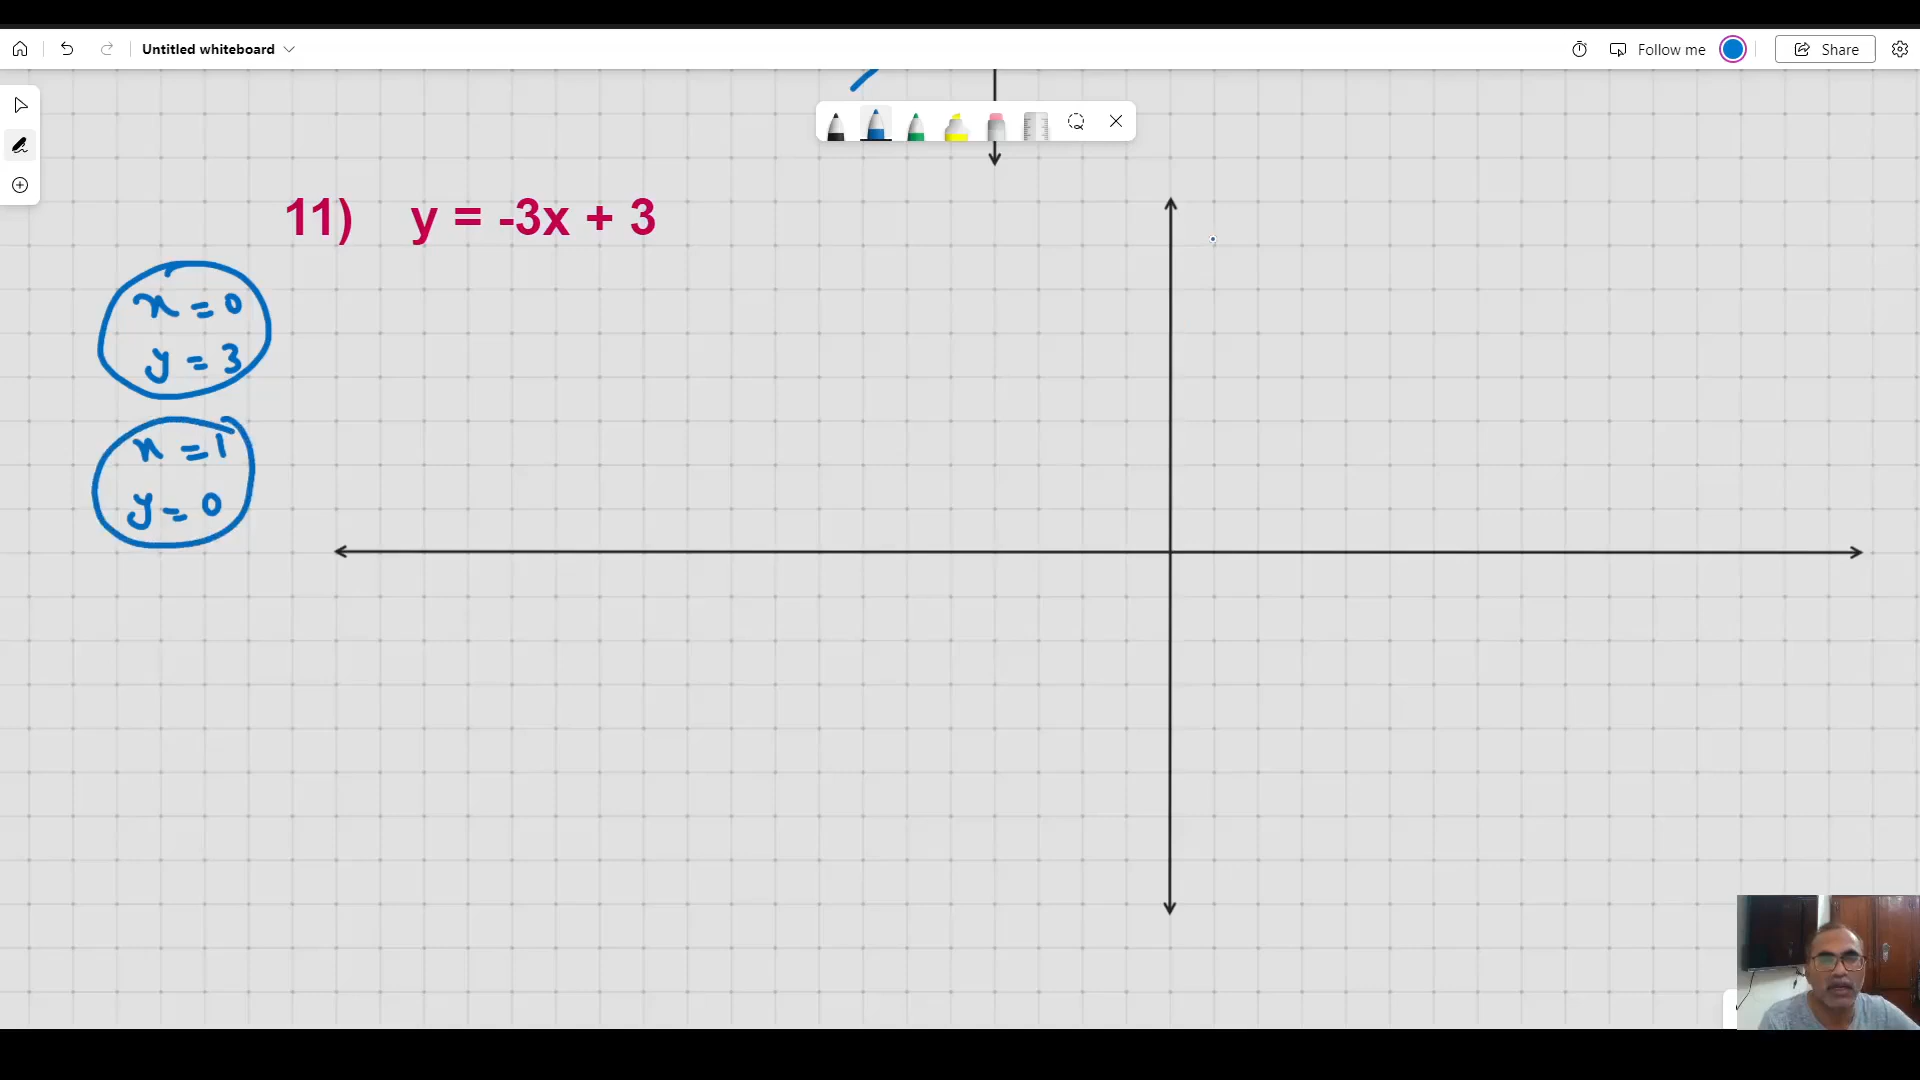 Untitled whiteboard
Follow me
Share
11) y = -3x + 3
x = 0
y = 3
x = 1
y = 0